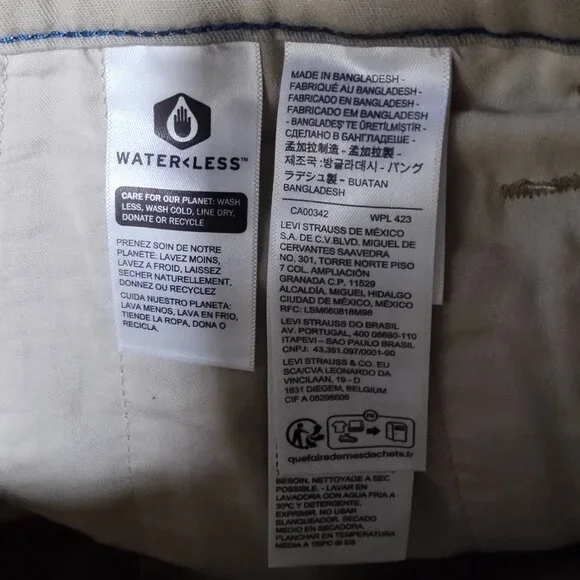 WATER<LESS™
CARE FOR OUR PLANET: WASH
LESS, WASH COLD, LINE DRY,
DONATE OR RECYCLE
PRENEZ SOIN DE NOTRE
PLANETE: LAVEZ MOINS,
LAVEZ A FROID, LAISSEZ
SECHER NATURELLEMENT.
DONNEZ OU RECYCLEZ
CUIDA NUESTRO PLANETA:
LAVA MENOS, LAVA EN FRIO,
TIENDE LA ROPA, DONA O
RECICLA.
MADE IN BANGLADESH -
FABRIQUÉ AU BANGLADESH -
FABRICADO EN BANGLADESH -
FABRICADO EM BANGLADESH
- BANGLADEŞ'TE ÜRETİLMİŞTİR -
СДЕЛАНО В БАНГЛАДЕШЕ -
孟加拉制造 - 孟加拉製 -
제조국:방글라데시 - バング
ラデシュ製 - BUATAN
BANGLADESH
CA00342 WPL 423
LEVI STRAUSS DE MÉXICO
S.A. DE C.V.BLVD. MIGUEL DE
CERVANTES SAAVEDRA
NO. 301, TORRE NORTE PISO
7 COL. AMPLIACIÓN
GRANADA C.P. 11529
ALCALDÍA, MIGUEL HIDALGO
CIUDAD DE MÉXICO, MÉXICO
RFC: LSM660818M98
LEVI STRAUSS DO BRASIL
AV. PORTUGAL, 400 06690-110
ITAPEVI – SAO PAULO BRASIL
CNPJ: 43.351.097/0001-90
LEVI STRAUSS & CO. EU
SCA/CVA LEONARDO DA
VINCILAAN, 19 - D
1831 DIEGEM, BELGIUM
CIF A 08298606
FR
quefairedemesdechets.fr
BESOIN. NETTOYAGE A SEC
POSSIBLE. - LAVAR EN
LAVADORA CON AGUA FRIA A
30ºC Y DETERGENTE.
EXPRIMIR. NO USAR
BLANQUEADOR. SECADO
MEDIO EN SECADORA.
PLANCHAR EN TEMPERATURA
MEDIA A 150ºC IN ES